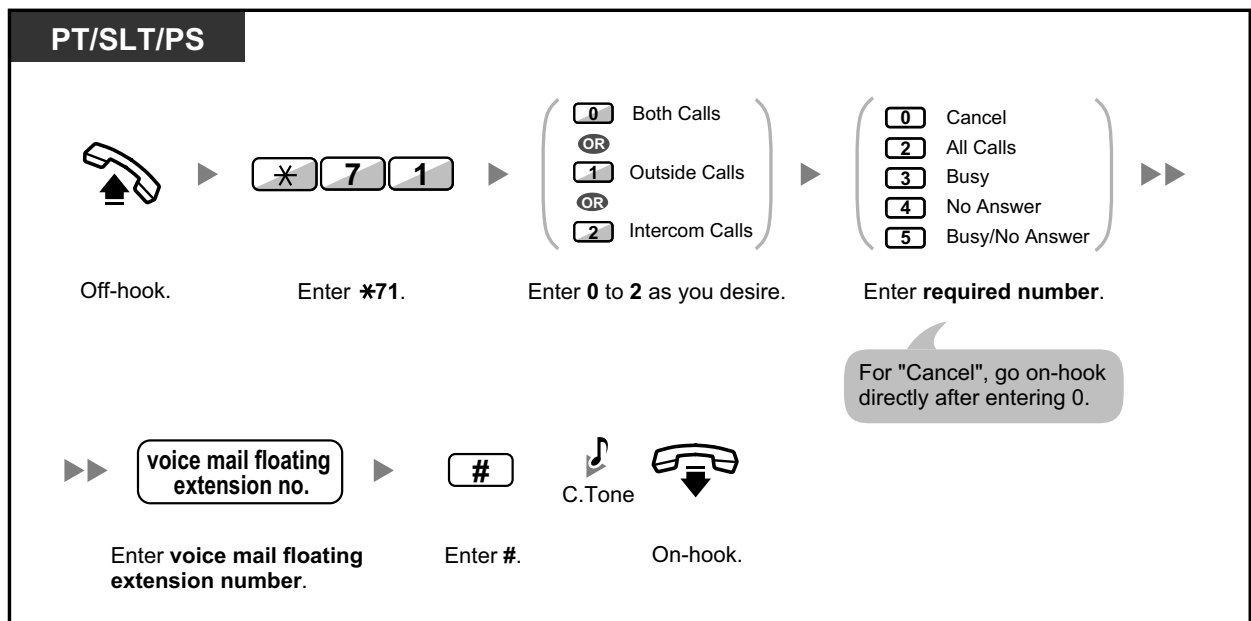 PT/SLT/PS
0 Both Calls
OR
1 Outside Calls
OR
2 Intercom Calls
0 Cancel
2 All Calls
3 Busy
4 No Answer
5 Busy/No Answer
* 7 1
Off-hook.
Enter *71.
Enter 0 to 2 as you desire.
Enter required number.
For "Cancel", go on-hook
directly after entering 0.
voice mail floating
extension no.
#
C.Tone
Enter voice mail floating
extension number.
Enter #.
On-hook.